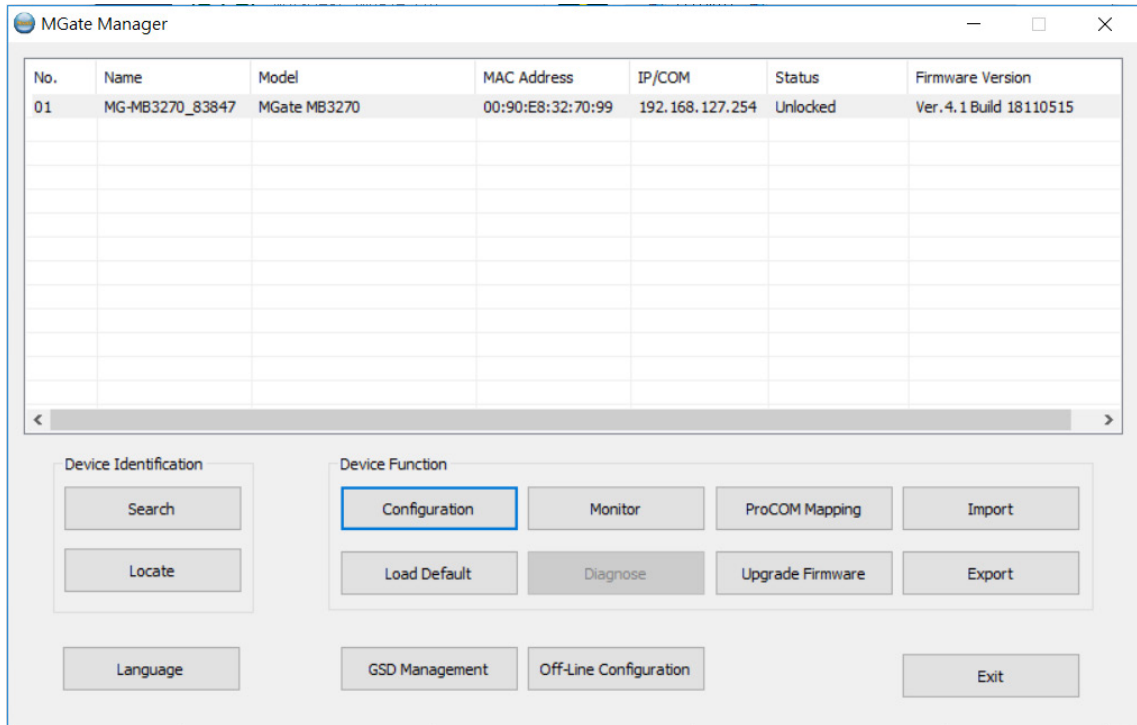 MGate Manager
No. Name Model MAC Address IP/COM Status Firmware Version
01 MG-MB3270_83847 MGate MB3270 00:90:E8:32:70:99 192.168.127.254 Unlocked Ver.4.1 Build 18110515
Device Identification
Search
Locate
Device Function
Configuration Monitor ProCOM Mapping Import
Load Default Diagnose Upgrade Firmware Export
Language GSD Management Off-Line Configuration Exit